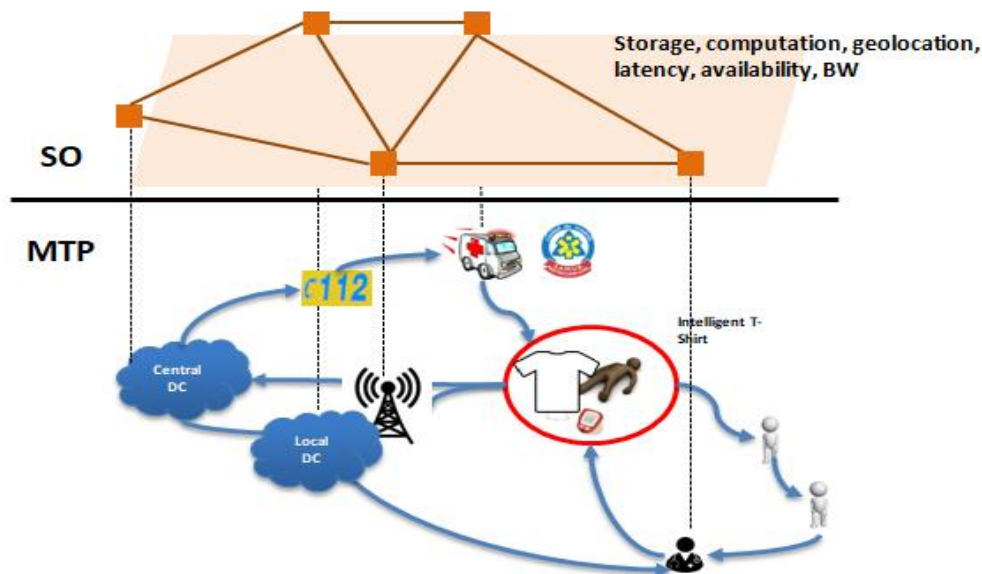 Storage, computation, geolocation,
latency, availability, BW
SO
MTP
112
Intelligent T-
Shirt
Central
DC
Local
DC